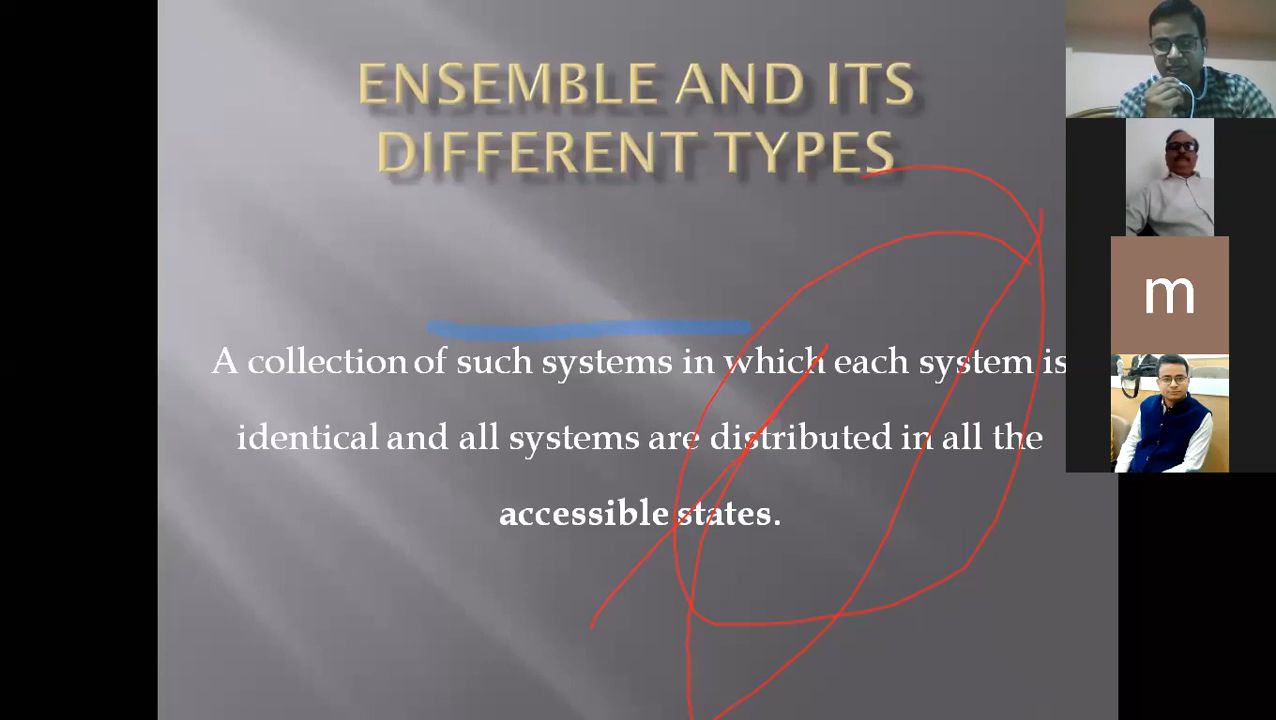 ENSEMBLE AND ITS
DIFFERENT TYPES
A collection of such systems in which each system is
identical and all systems are distributed in all the
accessible states.
m